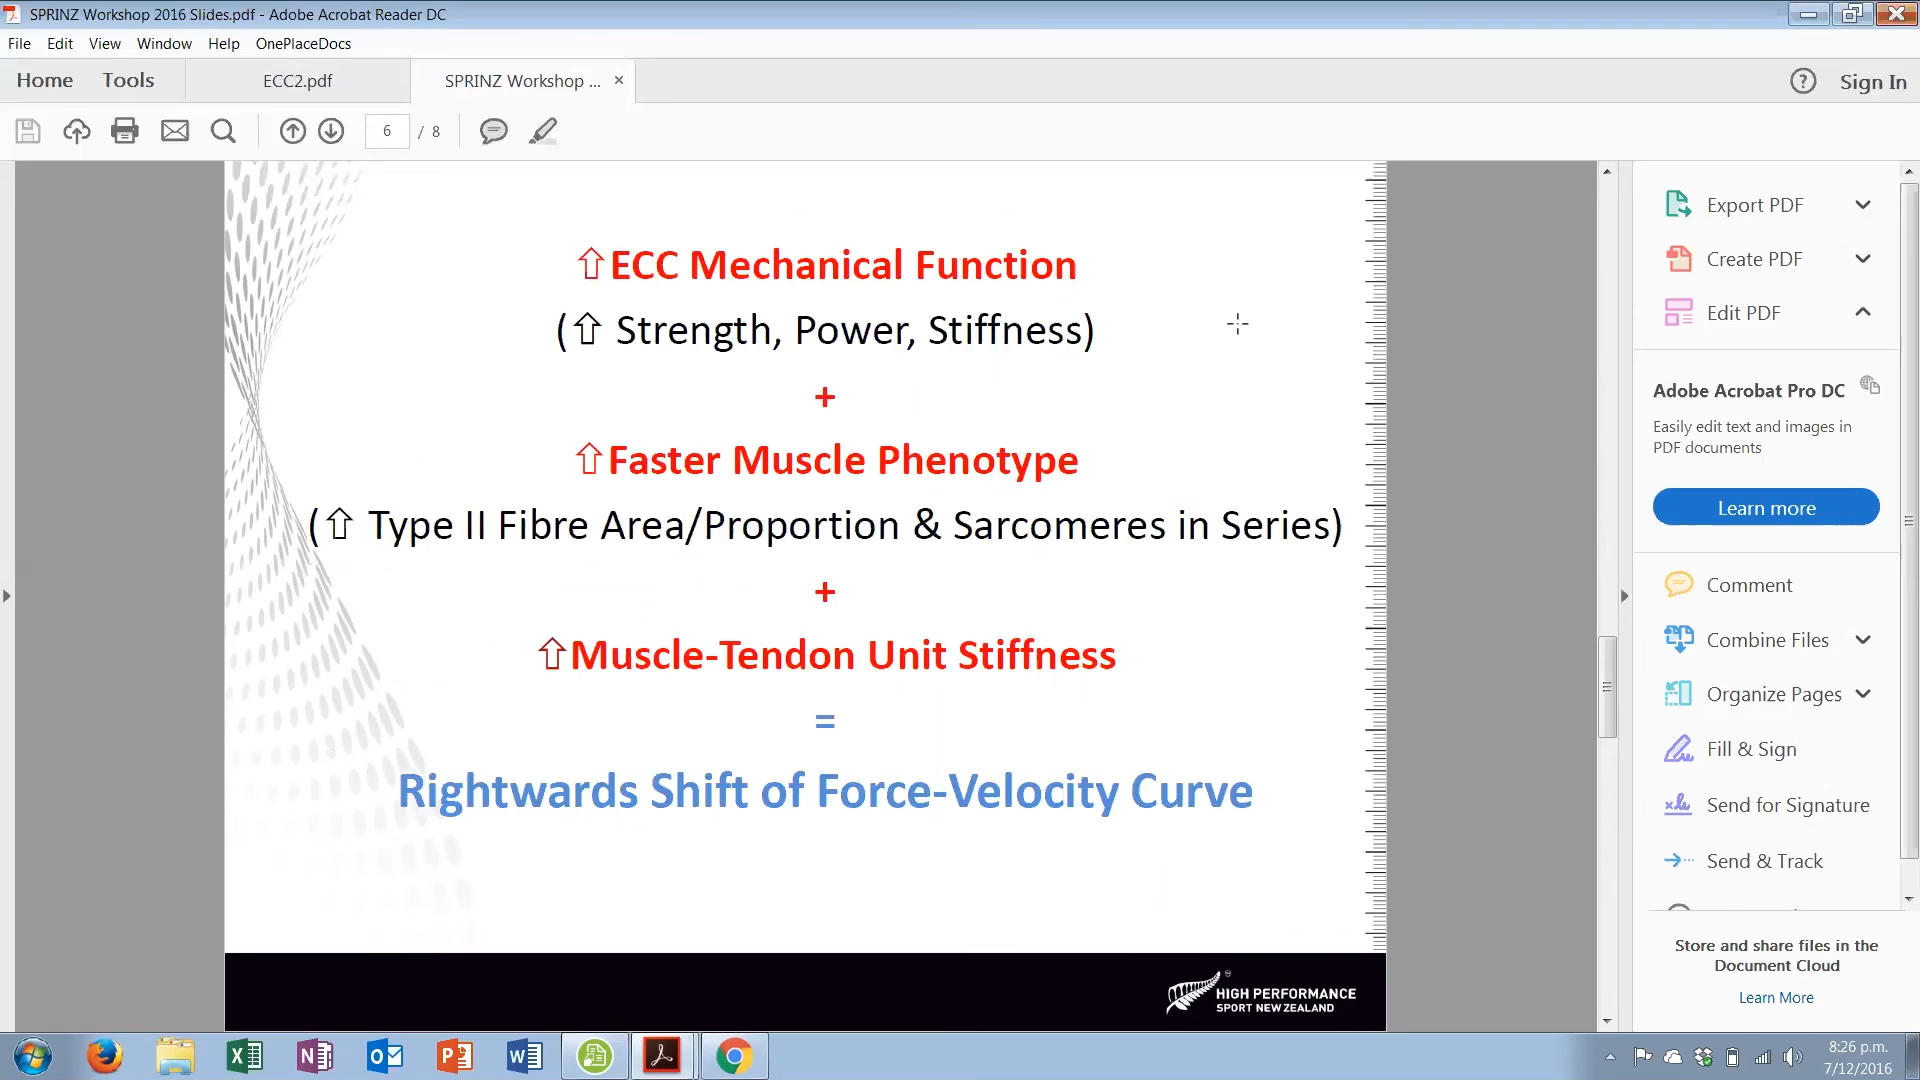 SPRINZ Workshop 2016 Slides.pdf - Adobe Acrobat Reader DC
File Edit View Window Help OnePlaceDocs
Home Tools ECC2.pdf SPRINZ Workshop ... × ? Sign In
6 / 8
⇧ECC Mechanical Function
(⇧ Strength, Power, Stiffness)
+
⇧Faster Muscle Phenotype
(⇧ Type II Fibre Area/Proportion & Sarcomeres in Series)
+
⇧Muscle-Tendon Unit Stiffness
=
Rightwards Shift of Force-Velocity Curve
HIGH PERFORMANCE
SPORT NEW ZEALAND
Export PDF
Create PDF
Edit PDF
Adobe Acrobat Pro DC
Easily edit text and images in
PDF documents
Learn more
Comment
Combine Files
Organize Pages
Fill & Sign
Send for Signature
Send & Track
Store and share files in the
Document Cloud
Learn More
8:26 p.m.
7/12/2016